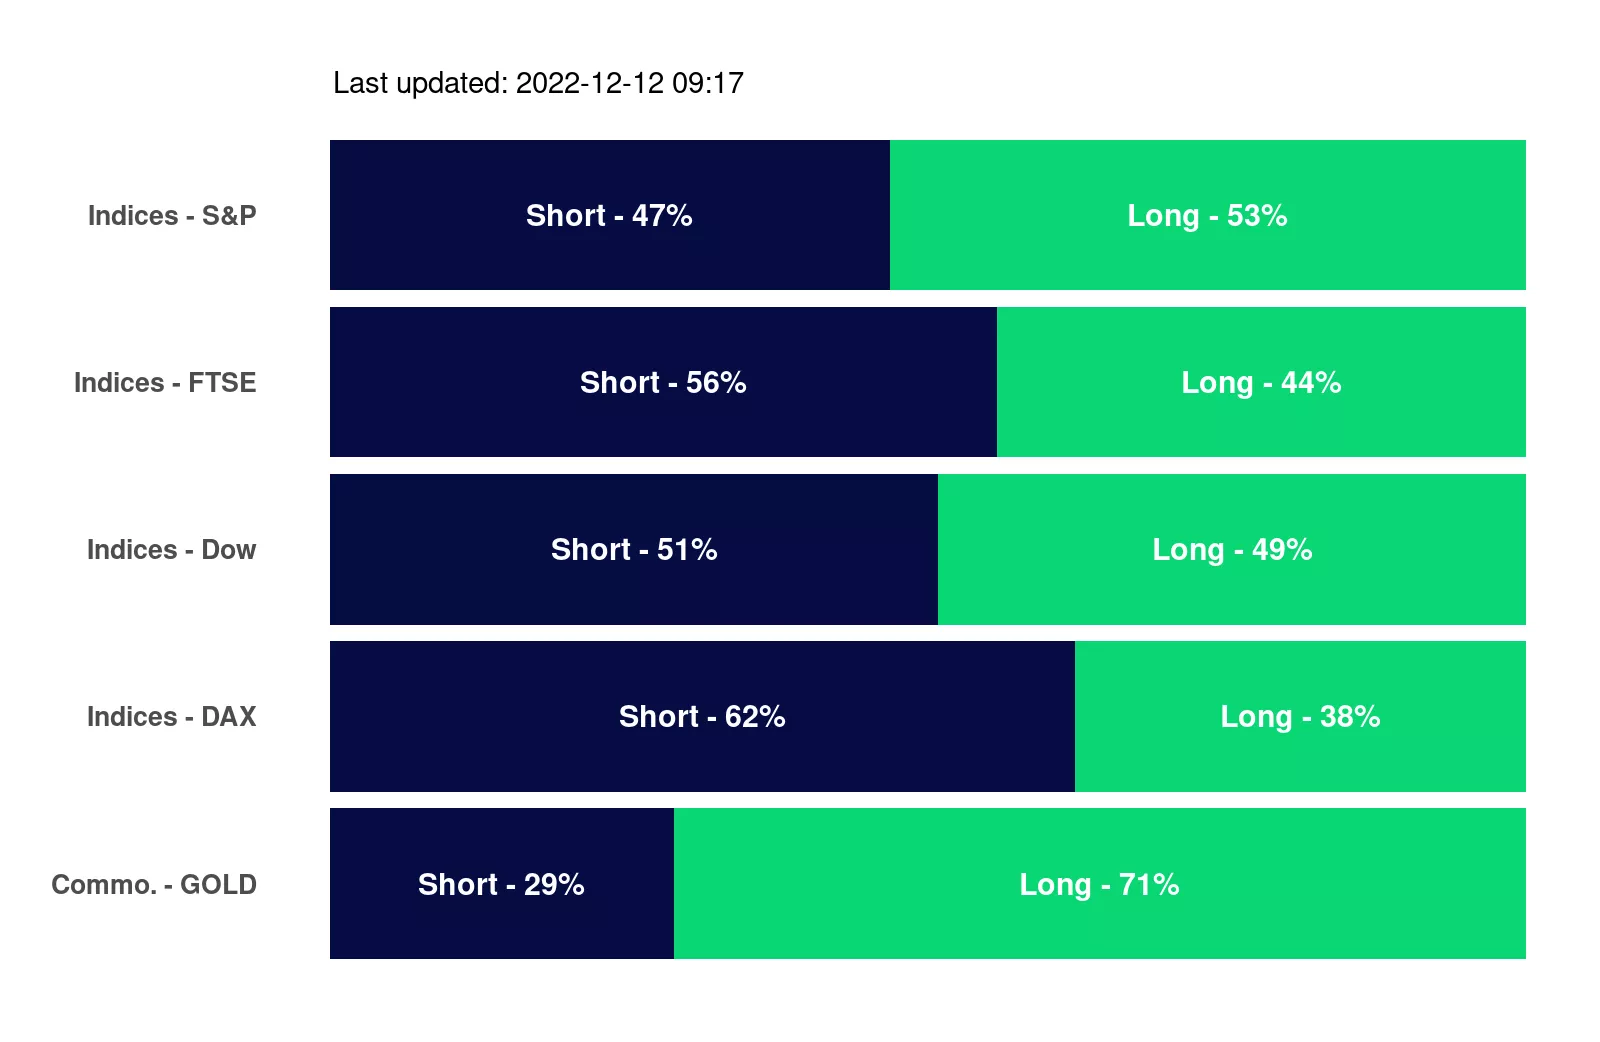 Last updated: 2022-12-12 09:17
Indices - S&P Short - 47% Long - 53%
Indices - FTSE Short - 56% Long - 44%
Indices - Dow Short - 51% Long - 49%
Indices - DAX Short - 62% Long - 38%
Commo. - GOLD Short - 29% Long - 71%